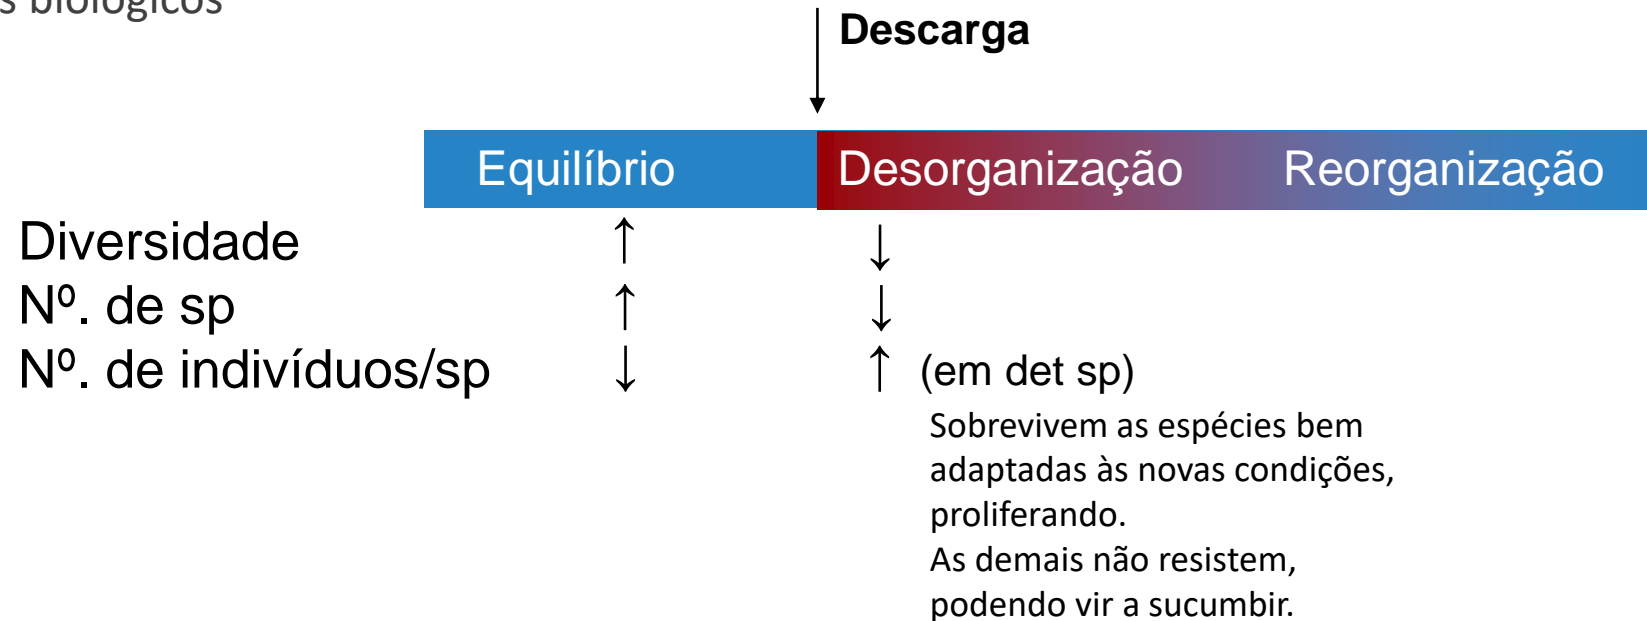 s biológicos
Descarga
Equilíbrio Desorganização Reorganização
Diversidade ↑ ↓
Nº. de sp ↑ ↓
Nº. de indivíduos/sp ↓ ↑ (em det sp)
Sobrevivem as espécies bem
adaptadas às novas condições,
proliferando.
As demais não resistem,
podendo vir a sucumbir.